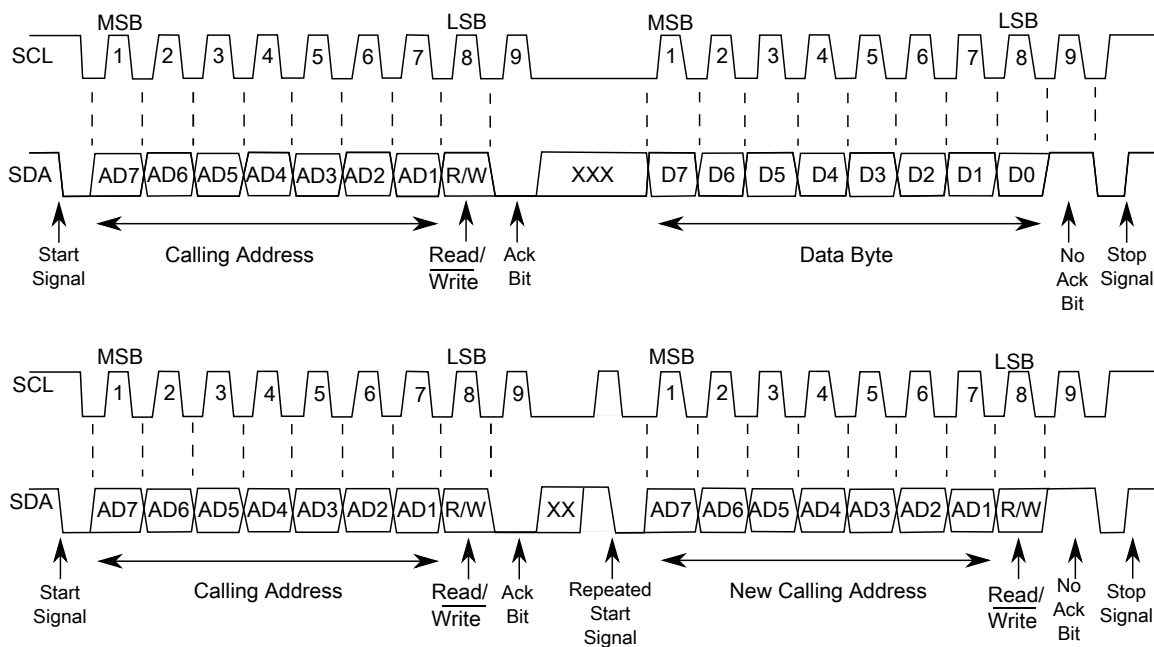 MSB LSB MSB LSB
SCL 1 2 3 4 5 6 7 8 9 1 2 3 4 5 6 7 8 9
SDA AD7 AD6 AD5 AD4 AD3 AD2 AD1 R/W XXX D7 D6 D5 D4 D3 D2 D1 D0
Start Signal
Calling Address
Read/
Write
Ack
Bit
Data Byte
No
Ack
Bit
Stop
Signal
MSB LSB MSB LSB
SCL 1 2 3 4 5 6 7 8 9 1 2 3 4 5 6 7 8 9
SDA AD7 AD6 AD5 AD4 AD3 AD2 AD1 R/W XX AD7 AD6 AD5 AD4 AD3 AD2 AD1 R/W
Start
Signal
Calling Address
Read/
Write
Ack
Bit
Repeated
Start
Signal
New Calling Address
Read/
Write
No
Ack
Bit
Stop
Signal